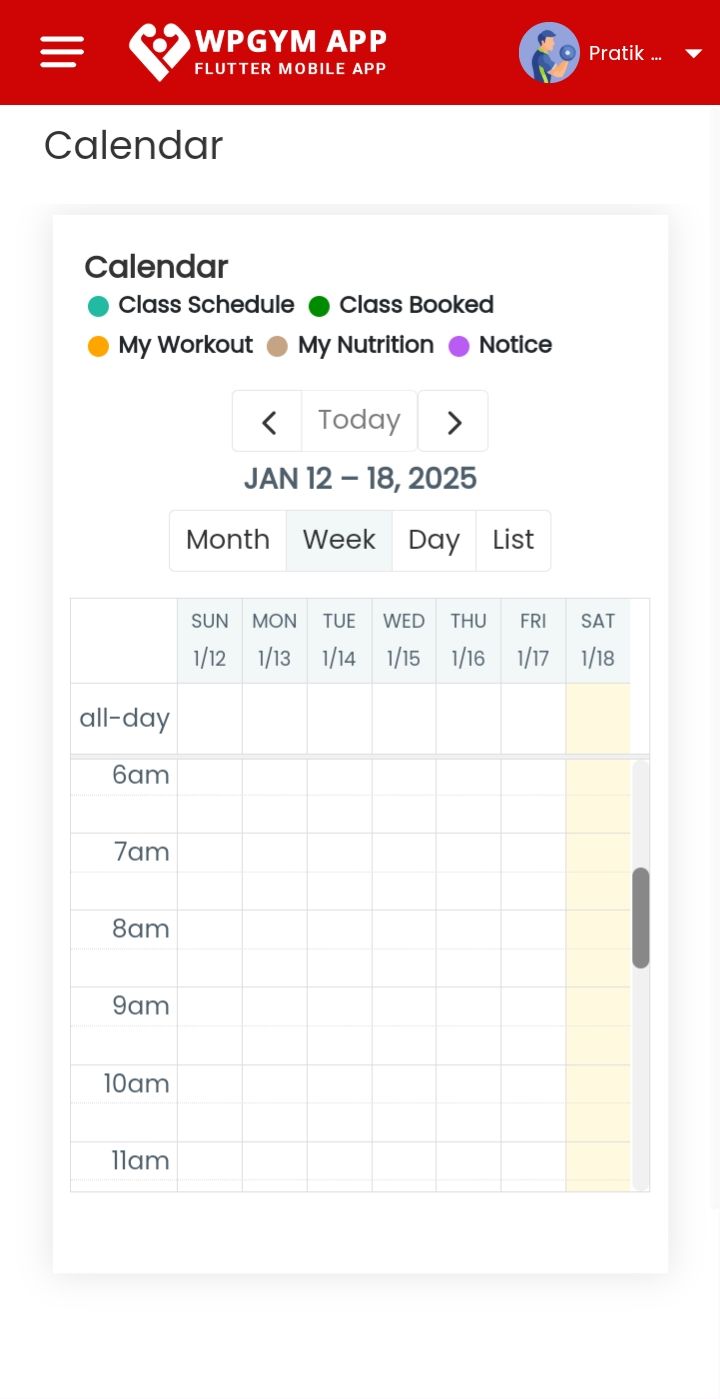 WPGYM APP
FLUTTER MOBILE APP
Pratik ...
Calendar
Calendar
Class Schedule Class Booked
My Workout My Nutrition Notice
Today
JAN 12 – 18, 2025
Month Week Day List
SUN MON TUE WED THU FRI SAT
1/12 1/13 1/14 1/15 1/16 1/17 1/18
all-day
6am
7am
8am
9am
10am
11am